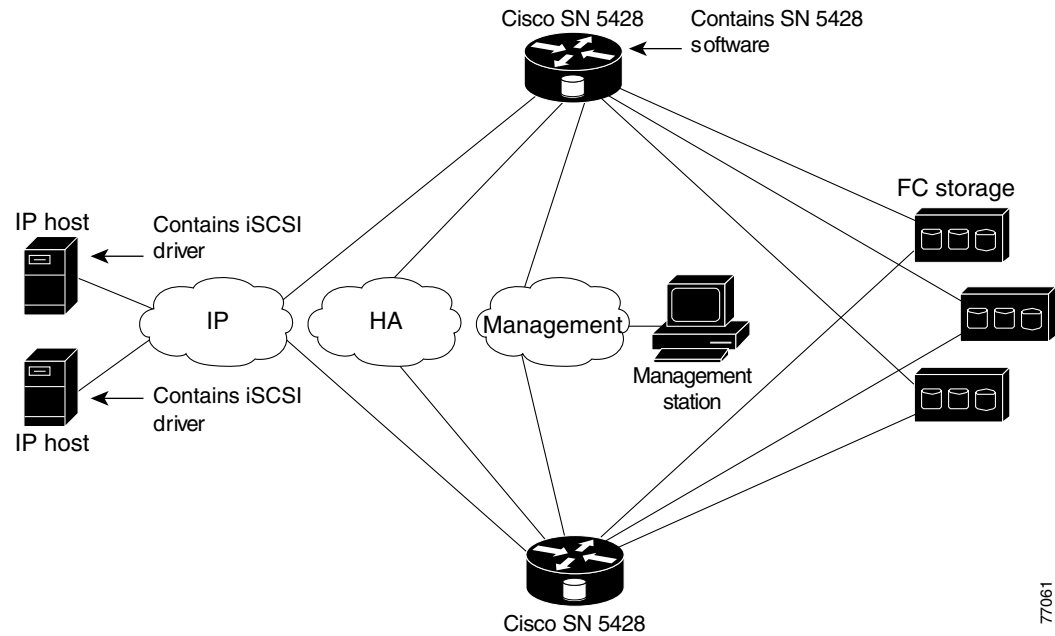 Cisco SN 5428
Contains SN 5428
software
FC storage
IP host
Contains iSCSI
driver
IP
HA
Management
Management
station
Contains iSCSI
driver
IP host
Cisco SN 5428
77061